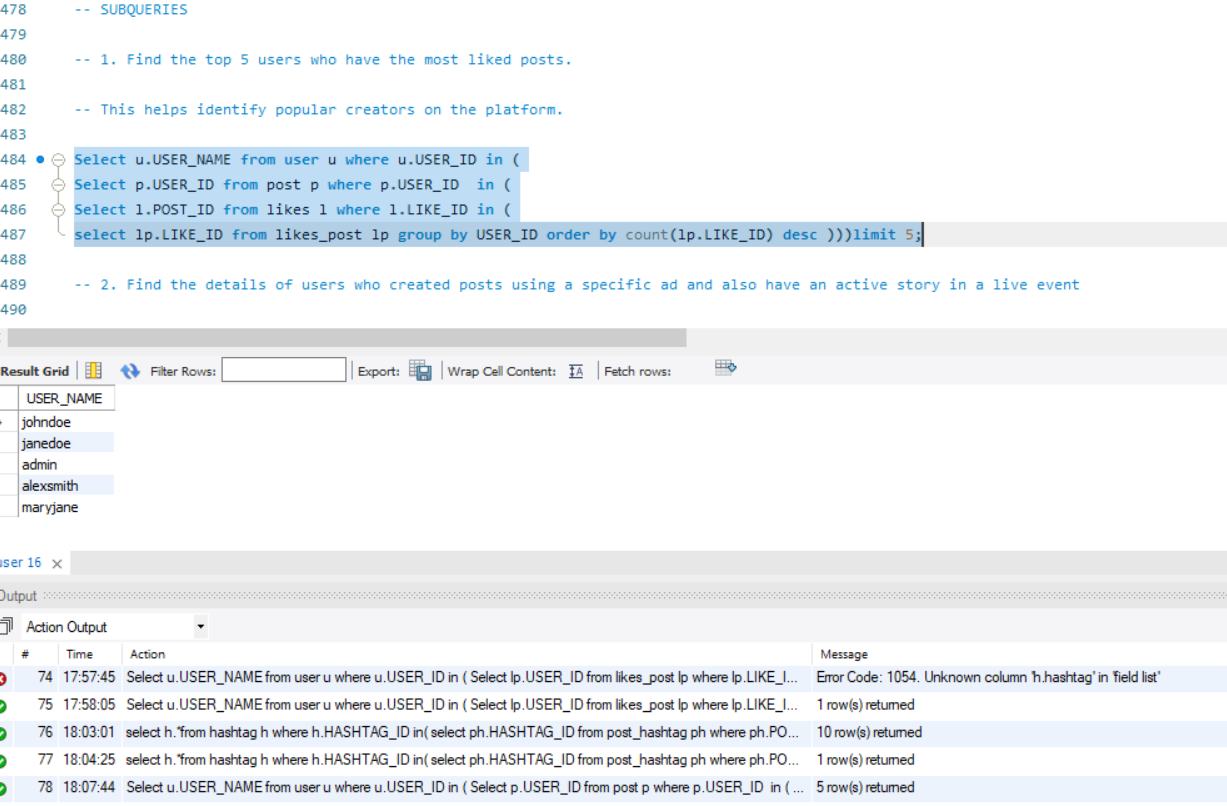 478 -- SUBQUERIES
479
480 -- 1. Find the top 5 users who have the most liked posts.
481
482 -- This helps identify popular creators on the platform.
483
484 Select u.USER_NAME from user u where u.USER_ID in (
485 Select p.USER_ID from post p where p.USER_ID  in (
486 Select l.POST_ID from likes l where l.LIKE_ID in (
487 select lp.LIKE_ID from likes_post lp group by USER_ID order by count(lp.LIKE_ID) desc )))limit 5;
488
489 -- 2. Find the details of users who created posts using a specific ad and also have an active story in a live event
490
Result Grid Filter Rows: Export: Wrap Cell Content: Fetch rows:
USER_NAME
johndoe
janedoe
admin
alexsmith
maryjane
user 16
Output
Action Output
# Time Action Message
74 17:57:45 Select u.USER_NAME from user u where u.USER_ID in ( Select lp.USER_ID from likes_post lp where lp.LIKE_I... Error Code: 1054. Unknown column 'h.hashtag' in 'field list'
75 17:58:05 Select u.USER_NAME from user u where u.USER_ID in ( Select lp.USER_ID from likes_post lp where lp.LIKE_I... 1 row(s) returned
76 18:03:01 select h.*from hashtag h where h.HASHTAG_ID in( select ph.HASHTAG_ID from post_hashtag ph where ph.PO... 10 row(s) returned
77 18:04:25 select h.*from hashtag h where h.HASHTAG_ID in( select ph.HASHTAG_ID from post_hashtag ph where ph.PO... 1 row(s) returned
78 18:07:44 Select u.USER_NAME from user u where u.USER_ID in ( Select p.USER_ID from post p where p.USER_ID  in ( ... 5 row(s) returned